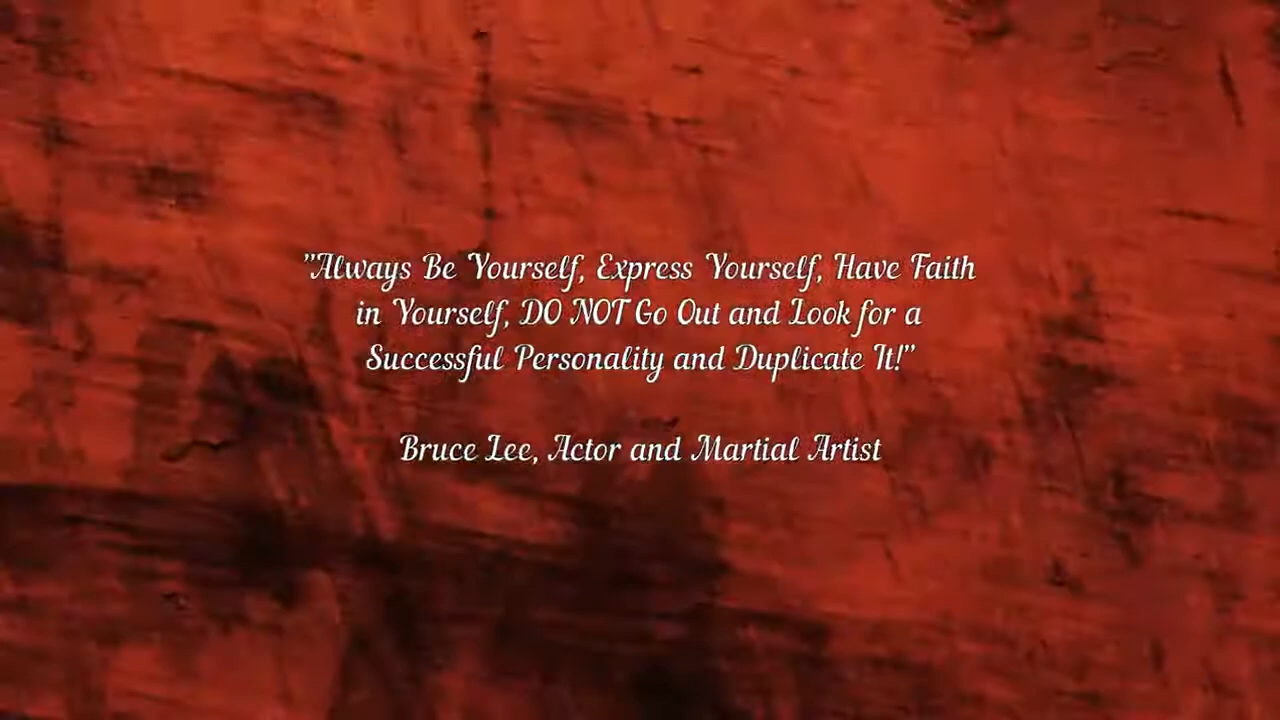 "Always Be Yourself, Express Yourself, Have Faith
in Yourself, DO NOT Go Out and Look for a
Successful Personality and Duplicate It!"
Bruce Lee, Actor and Martial Artist